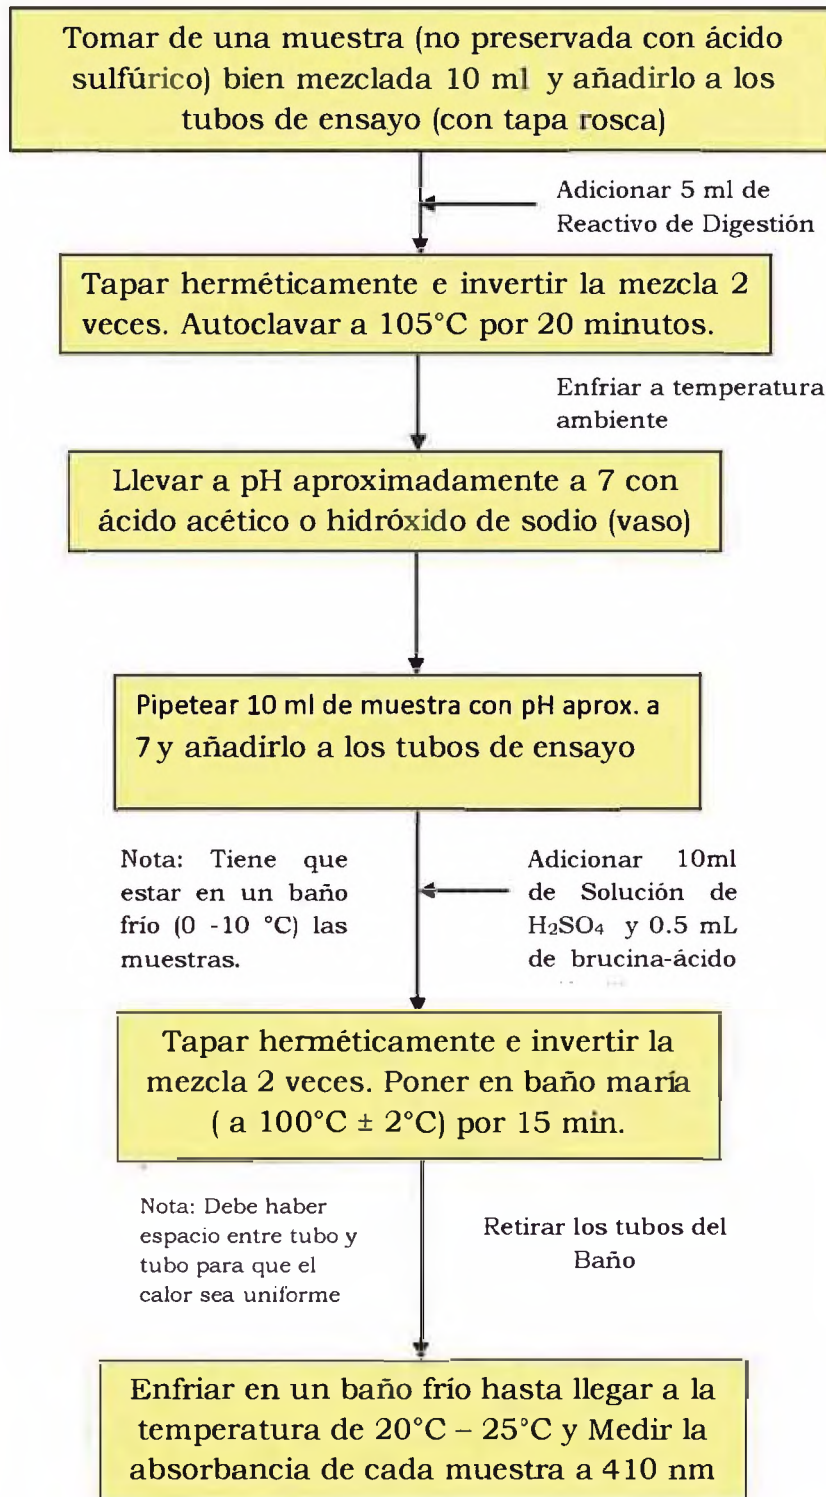 Tomar de una muestra (no preservada con ácido
sulfúrico) bien mezclada 10 ml y añadirlo a los
tubos de ensayo (con tapa rosca)
Adicionar 5 ml de
Reactivo de Digestión
Tapar herméticamente e invertir la mezcla 2
veces. Autoclavar a 105°C por 20 minutos.
Enfriar a temperatura
ambiente
Llevar a pH aproximadamente a 7 con
ácido acético o hidróxido de sodio (vaso)
Pipetear 10 ml de muestra con pH aprox. a
7 y añadirlo a los tubos de ensayo
Nota: Tiene que
estar en un baño
frío (0 -10 °C) las
muestras.
Adicionar 10ml
de Solución de
H₂SO₄ y 0.5 mL
de brucina-ácido
Tapar herméticamente e invertir la
mezcla 2 veces. Poner en baño maría
( a 100°C ± 2°C) por 15 min.
Nota: Debe haber
espacio entre tubo y
tubo para que el
calor sea uniforme
Retirar los tubos del
Baño
Enfriar en un baño frío hasta llegar a la
temperatura de 20°C – 25°C y Medir la
absorbancia de cada muestra a 410 nm